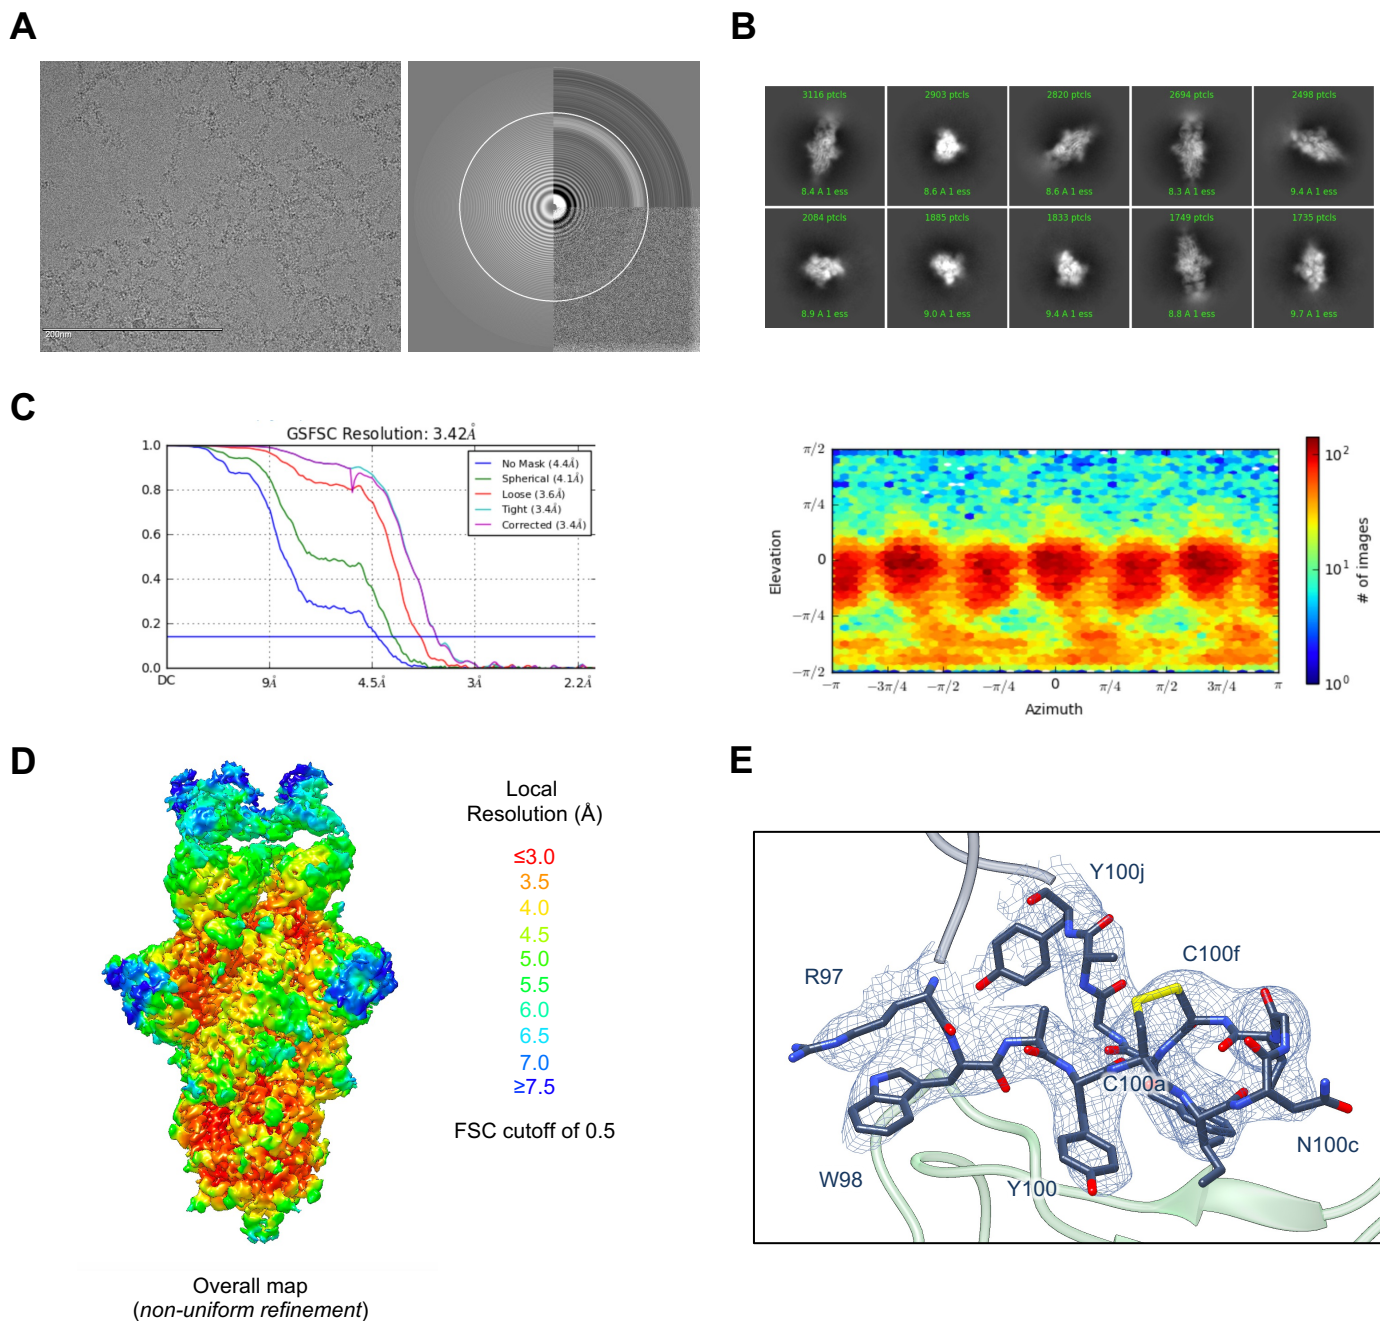 A
B
200nm
3116 ptcls
2903 ptcls
2820 ptcls
2694 ptcls
2498 ptcls
8.4 A 1 ess
8.6 A 1 ess
8.6 A 1 ess
8.3 A 1 ess
9.4 A 1 ess
2084 ptcls
1885 ptcls
1833 ptcls
1749 ptcls
1735 ptcls
8.9 A 1 ess
9.0 A 1 ess
9.4 A 1 ess
8.8 A 1 ess
9.7 A 1 ess
C
GSFSC Resolution: 3.42Å
1.0
0.8
0.6
0.4
0.2
0.0
DC
9Å
4.5Å
3Å
2.2Å
No Mask (4.4Å)
Spherical (4.1Å)
Loose (3.6Å)
Tight (3.4Å)
Corrected (3.4Å)
Elevation
π/2
π/4
0
−π/4
−π/2
−π
−3π/4
−π/2
−π/4
0
π/4
π/2
3π/4
π
Azimuth
10²
10¹
10⁰
# of images
D
Local
Resolution (Å)
≤3.0
3.5
4.0
4.5
5.0
5.5
6.0
6.5
7.0
≥7.5
FSC cutoff of 0.5
Overall map
(non-uniform refinement)
E
Y100j
C100f
R97
C100a
N100c
W98
Y100